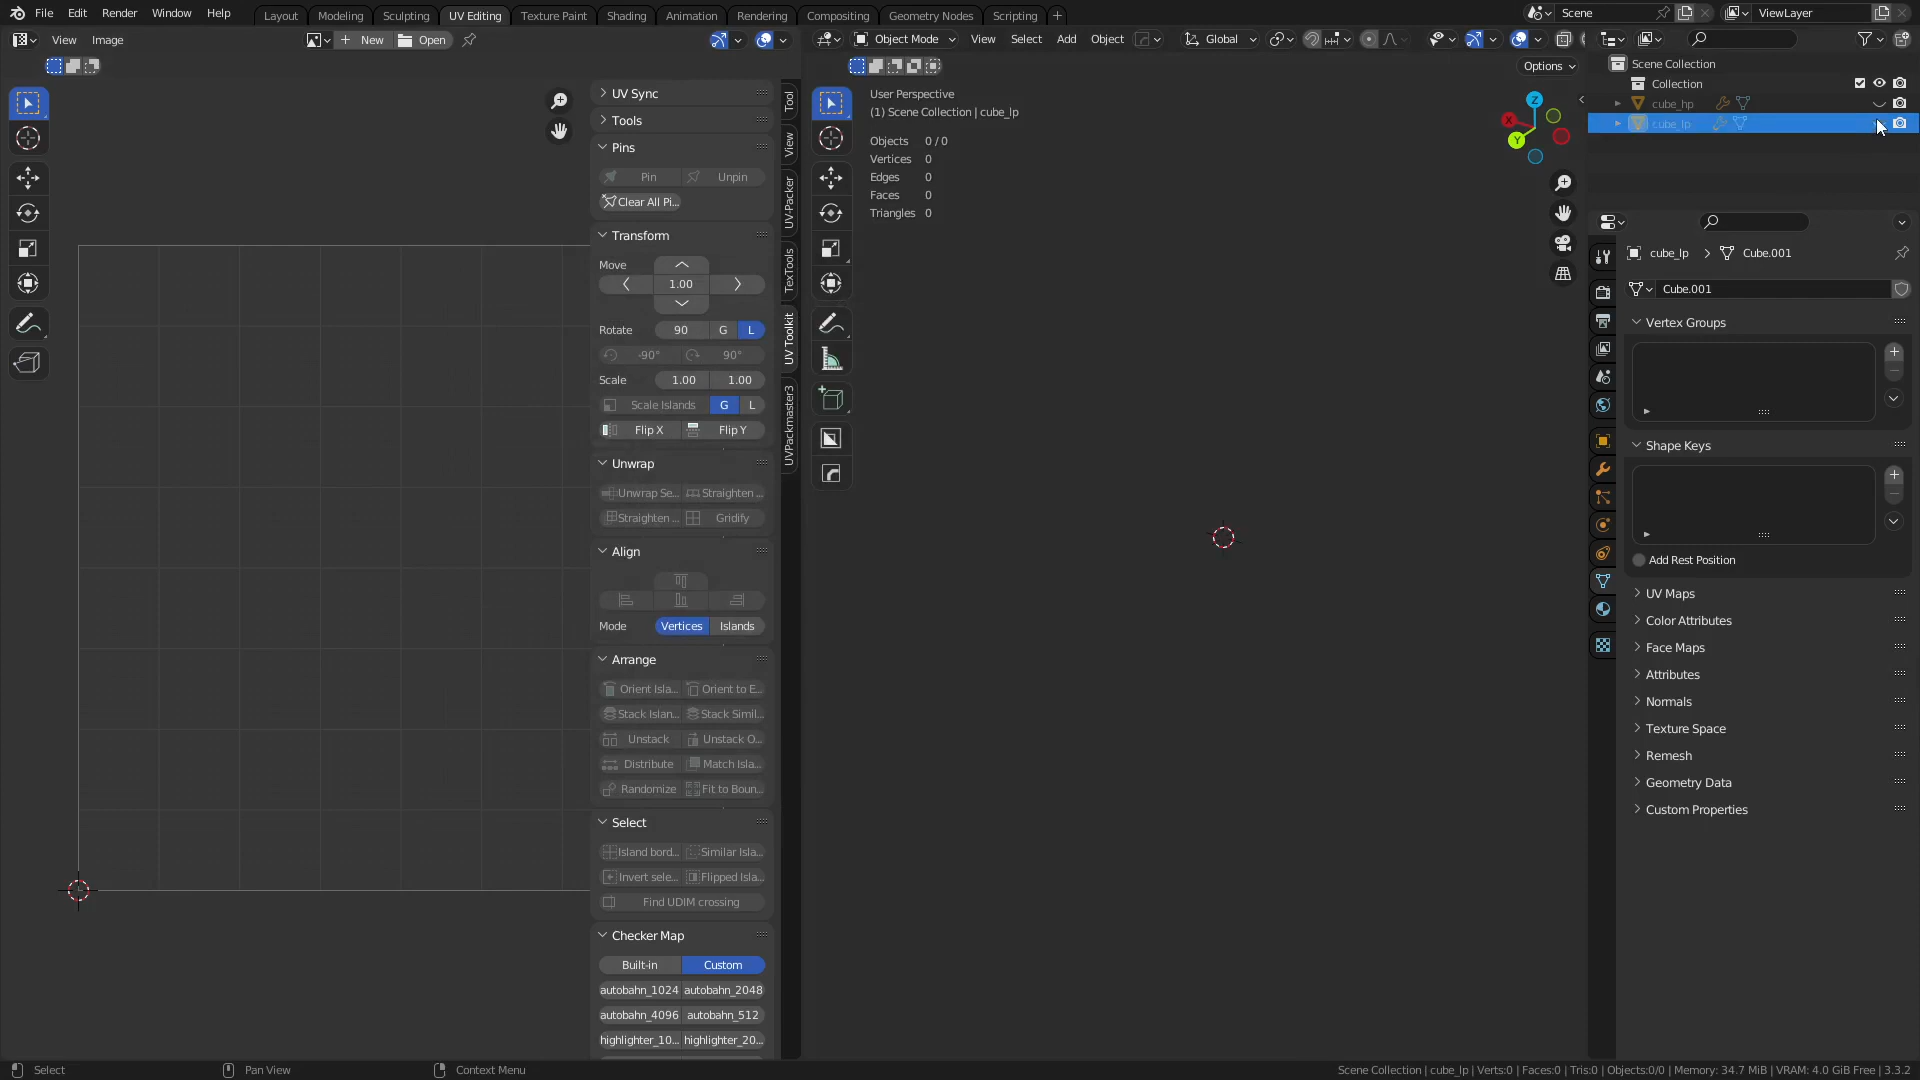 File Edit Render Window Help Layout Modeling Sculpting UV Editing Texture Paint Shading Animation Rendering Compositing Geometry Nodes Scripting + Scene ViewLayer
View Image New Open Object Mode View Select Add Object Global
Options
UV Sync
Tools
Pins
Pin Unpin
Clear All Pi...
Transform
Move
1.00
Rotate 90 G L
-90° 90°
Scale 1.00 1.00
Scale Islands G L
Flip X Flip Y
Unwrap
Unwrap Se... Straighten ...
Straighten ... Gridify
Align
Mode Vertices Islands
Arrange
Orient Isla... Orient to E...
Stack Islan... Stack Simil...
Unstack Unstack O...
Distribute Match Isla...
Randomize Fit to Boun...
Select
Island bord... Similar Isla...
Invert sele... Flipped Isla...
Find UDIM crossing
Checker Map
Built-in Custom
autobahn_1024 autobahn_2048
autobahn_4096 autobahn_512
highlighter_10... highlighter_20...
Tool
View
UV-Packer
TexTools
UV Toolkit
UVPackmaster3
User Perspective
(1) Scene Collection | cube_lp
Objects 0 / 0
Vertices 0
Edges 0
Faces 0
Triangles 0
X
Y
Z
Scene Collection
Collection
cube_hp
cube_lp
cube_lp Cube.001
Cube.001
Vertex Groups
Shape Keys
Add Rest Position
UV Maps
Color Attributes
Face Maps
Attributes
Normals
Texture Space
Remesh
Geometry Data
Custom Properties
Select Pan View Context Menu Scene Collection | cube_lp | Verts:0 | Faces:0 | Tris:0 | Objects:0/0 | Memory: 34.7 MiB | VRAM: 4.0 GiB Free | 3.3.2